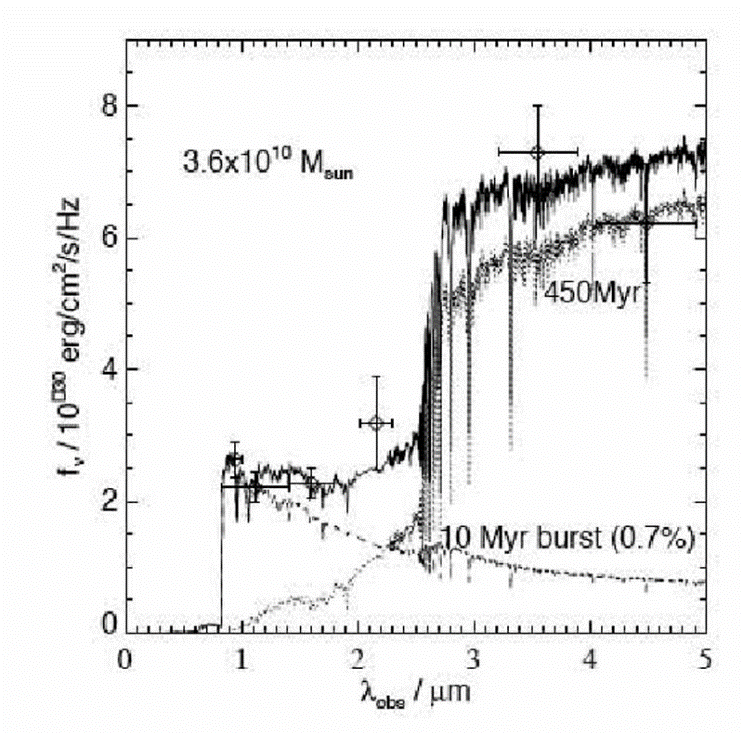 8
6
4
2
0
f_ν / 10^□30 erg/cm²/s/Hz
3.6x10¹⁰ M_sun
450Myr
10 Myr burst (0.7%)
0 1 2 3 4 5
λ_obs / μm